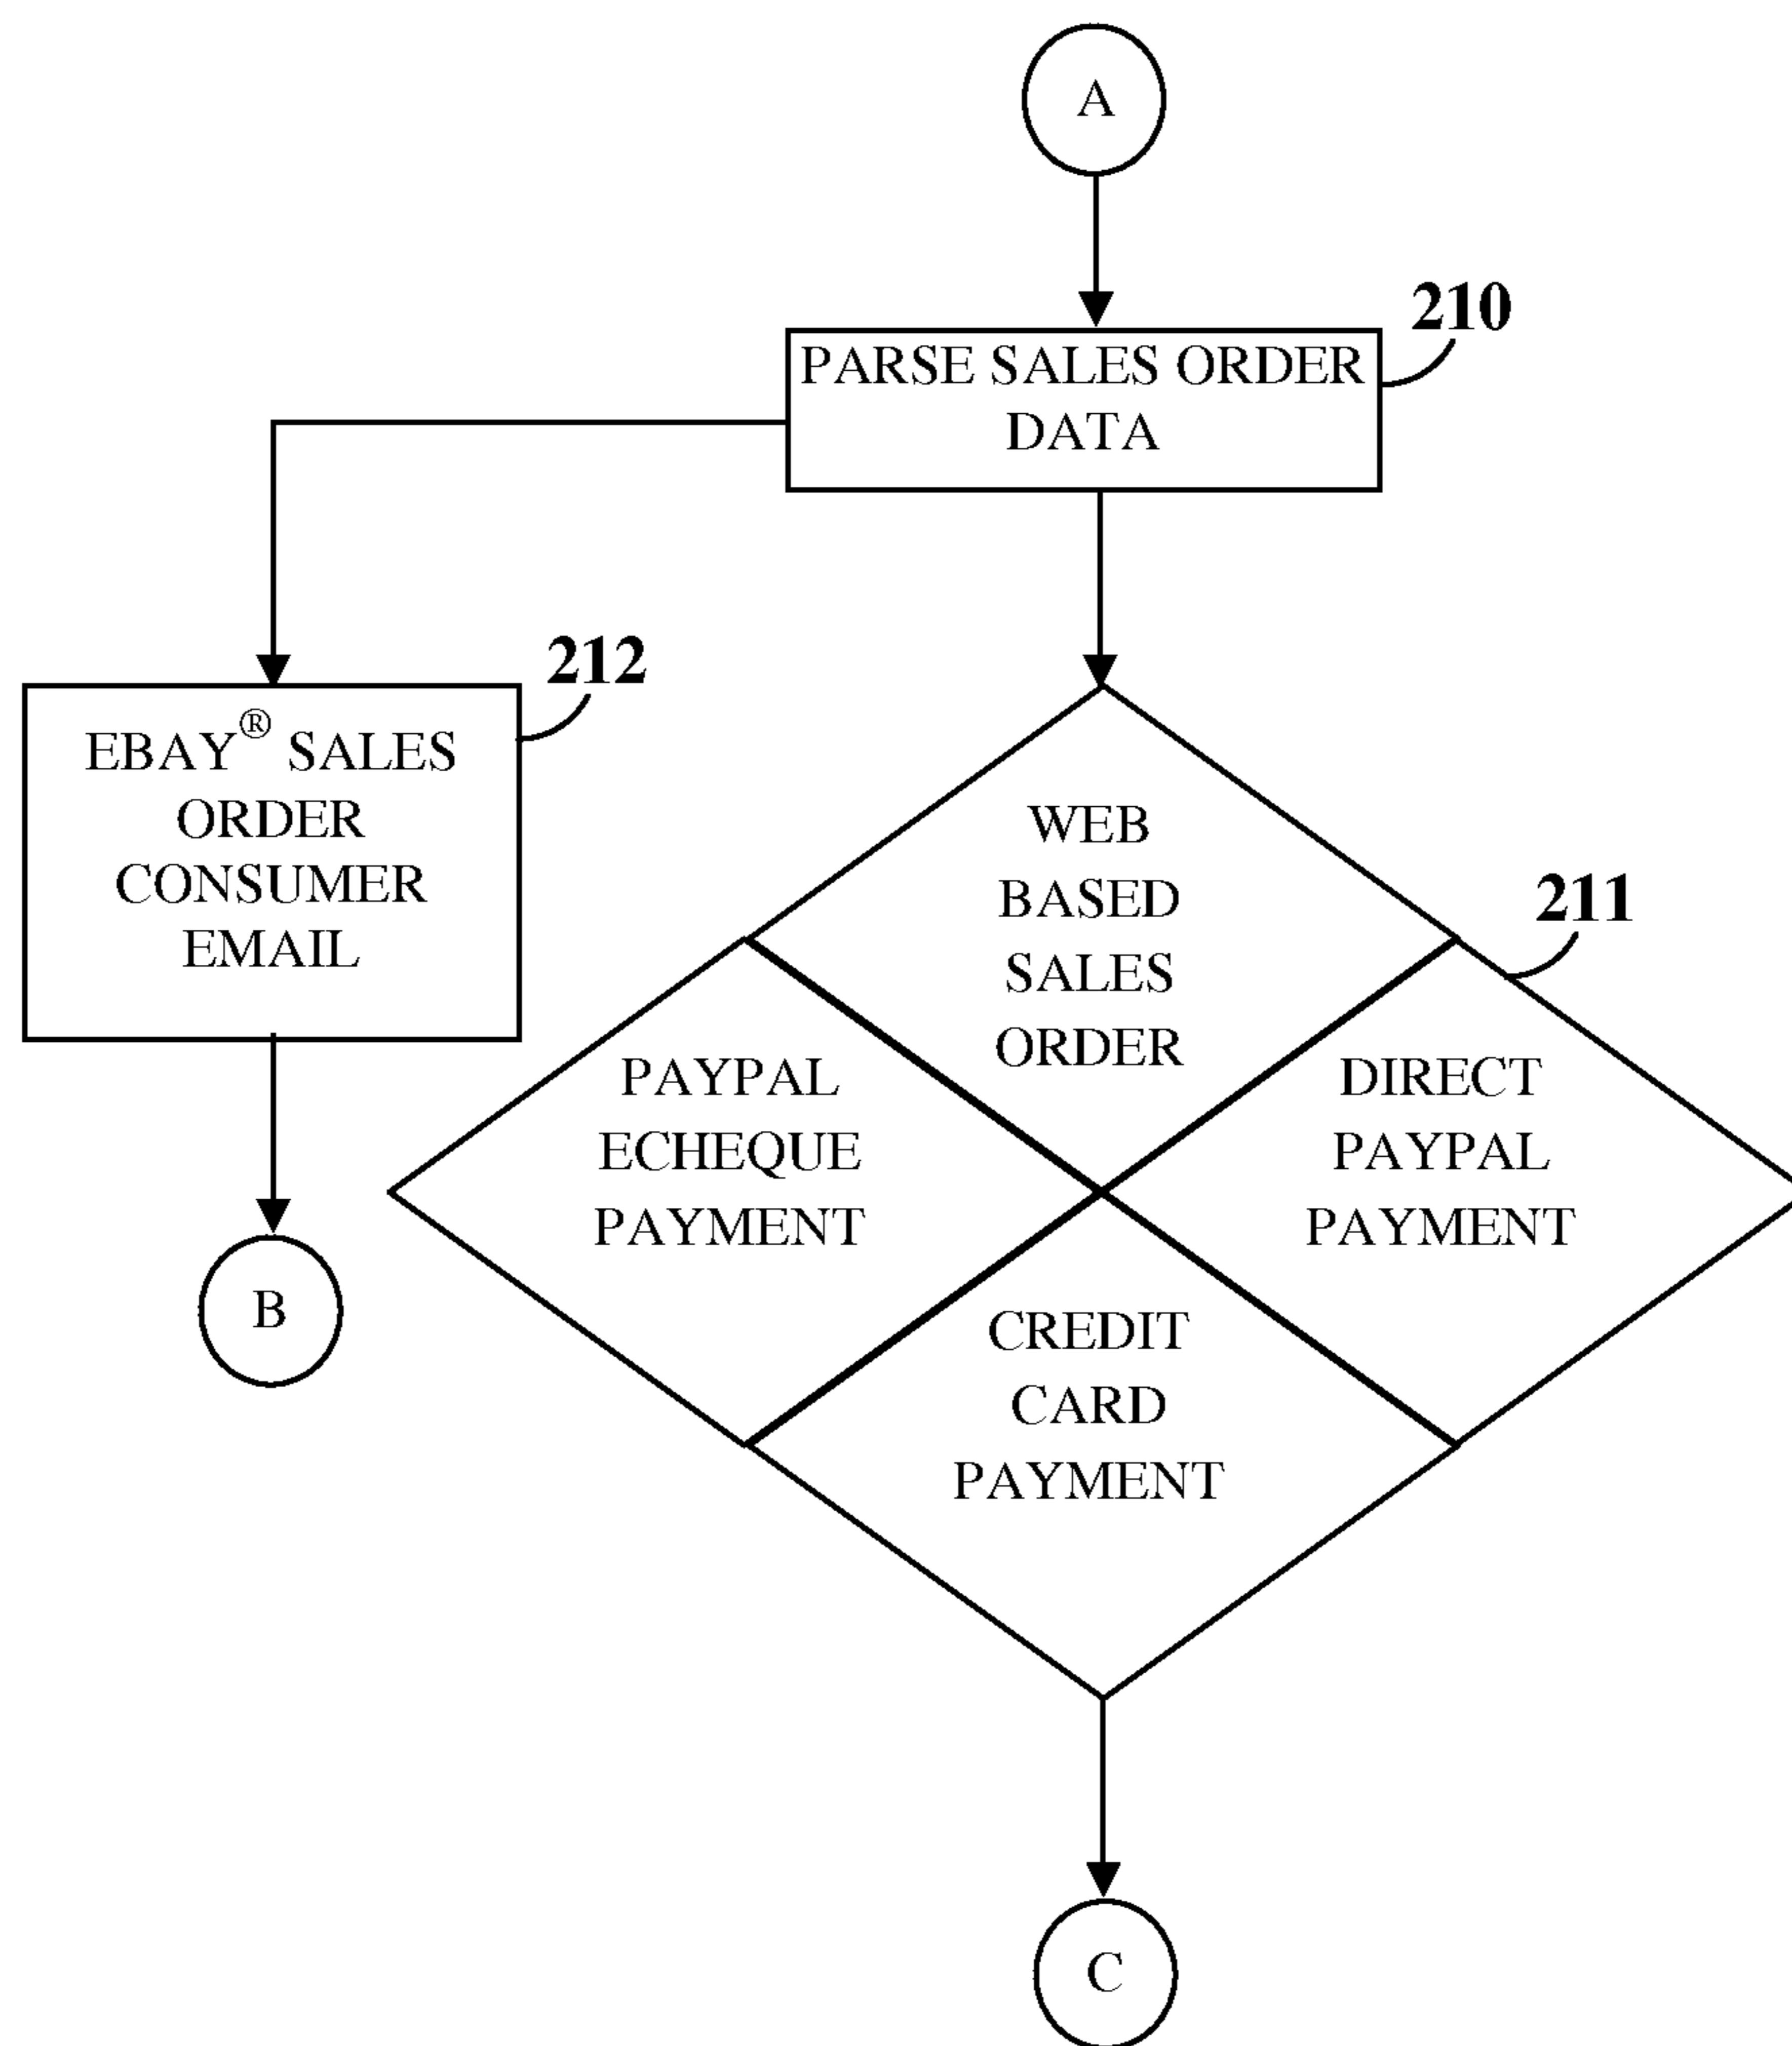 A
210
PARSE SALES ORDER
DATA
212
EBAY® SALES
ORDER
CONSUMER
EMAIL
WEB
BASED
SALES
ORDER
211
PAYPAL
ECHEQUE
PAYMENT
DIRECT
PAYPAL
PAYMENT
B
CREDIT
CARD
PAYMENT
C